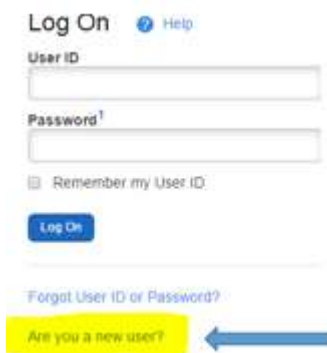 Log On ? Help
User ID
Password1
Remember my User ID
Log On
Forgot User ID or Password?
Are you a new user?